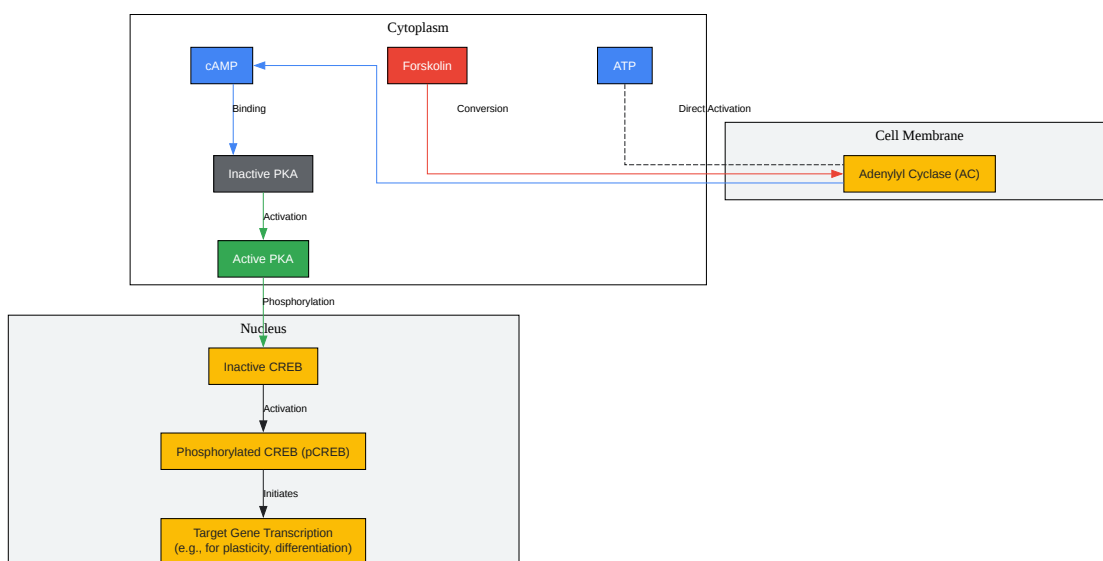 Cytoplasm
cAMP
Forskolin
ATP
Binding
Conversion
Direct Activation
Cell Membrane
Inactive PKA
Adenylyl Cyclase (AC)
Activation
Active PKA
Phosphorylation
Nucleus
Inactive CREB
Activation
Phosphorylated CREB (pCREB)
Initiates
Target Gene Transcription
(e.g., for plasticity, differentiation)